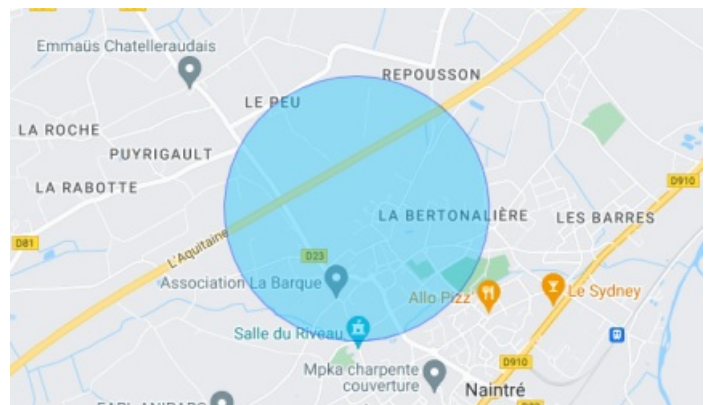 Emmaüs Chatelleraudais
REPOUSSON
LE PEU
LA ROCHE
PUYRIGAULT
D910
LA RABOTTE
LA BERTONALIÈRE
LES BARRES
D81
L'Aquitaine
D23
Association La Barque
Allo Pizz'
Le Sydney
Salle du Riveau
D910
Mpka charpente
couverture
Naintré